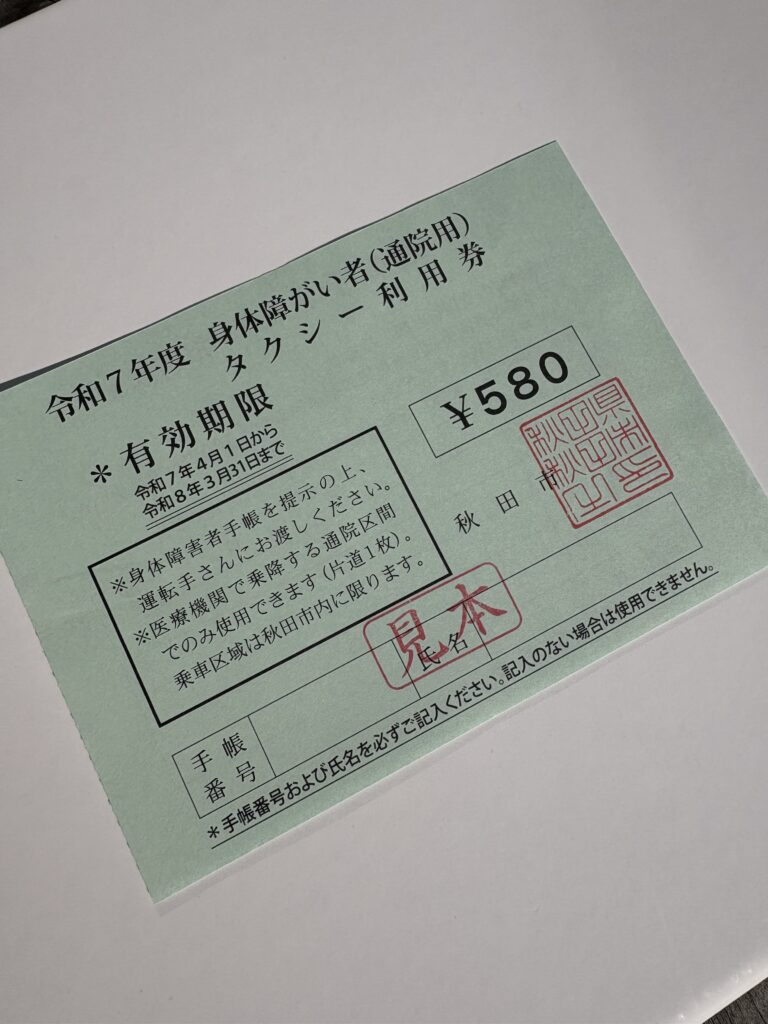 令和7年度 身体障がい者(通院用)
タクシー利用券
＊有効期限
令和7年4月1日から
令和8年3月31日まで
￥580
※身体障害者手帳を提示の上、
運転手さんにお渡しください。
※医療機関で乗降する通院区間
でのみ使用できます(片道1枚)。
乗車区域は秋田市内に限ります。
秋田市
見本
手帳
番号
氏名
＊手帳番号および氏名を必ずご記入ください。記入のない場合は使用できません。